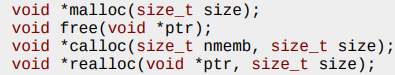 void *malloc(size_t size);
void free(void *ptr);
void *calloc(size_t nmemb, size_t size);
void *realloc(void *ptr, size_t size);